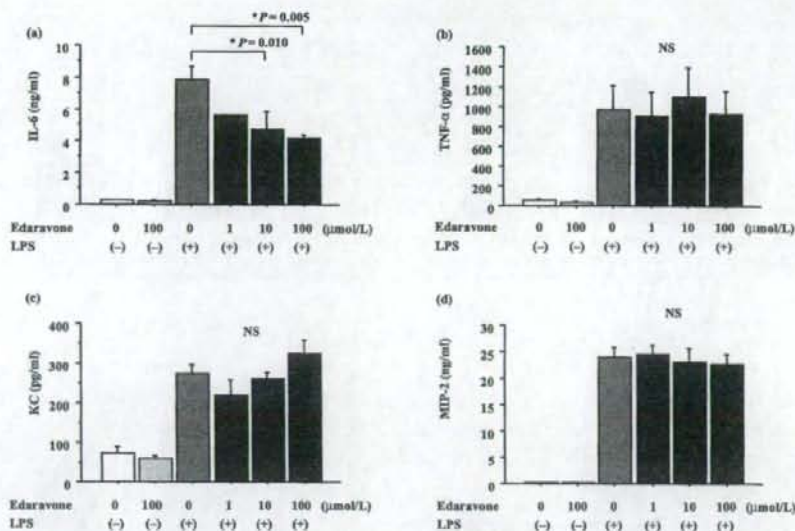 (a)
* P = 0.005
* P = 0.010
IL-6 (ng/ml)
10
8
6
4
2
0
Edaravone 0 100 0 1 10 100 (μmol/L)
LPS (–) (–) (+) (+) (+) (+)
(b)
NS
TNF-α (pg/ml)
1600
1400
1200
1000
800
600
400
200
0
Edaravone 0 100 0 1 10 100 (μmol/L)
LPS (–) (–) (+) (+) (+) (+)
(c)
NS
KC (pg/ml)
400
300
200
100
0
Edaravone 0 100 0 1 10 100 (μmol/L)
LPS (–) (–) (+) (+) (+) (+)
(d)
NS
MIP-2 (ng/ml)
25
20
15
10
5
0
Edaravone 0 100 0 1 10 100 (μmol/L)
LPS (–) (–) (+) (+) (+) (+)